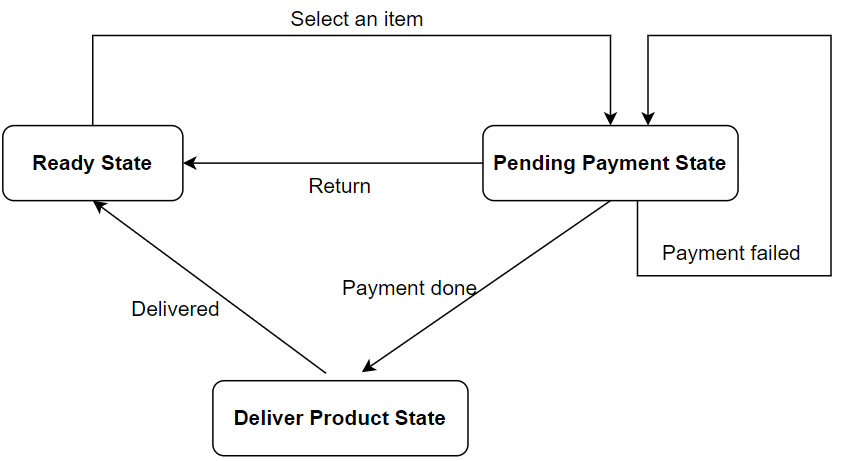 Select an item
Ready State
Pending Payment State
Return
Payment failed
Payment done
Delivered
Deliver Product State